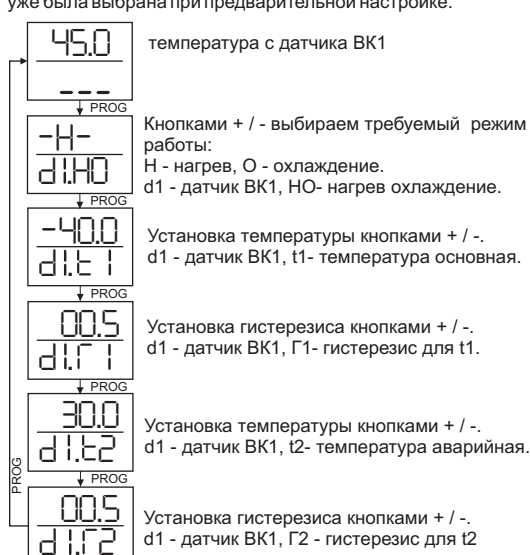 уже была выбрана при предварительной настройке.
45.0
температура с датчика ВК1
---
PROG
-H-
d1.HO
Кнопками + / - выбираем требуемый режим
работы:
Н - нагрев, О - охлаждение.
d1 - датчик ВК1, НО- нагрев охлаждение.
PROG
-40.0
d1.t1
Установка температуры кнопками + / -.
d1 - датчик ВК1, t1- температура основная.
PROG
00.5
d1.Г1
Установка гистерезиса кнопками + / -.
d1 - датчик ВК1, Г1- гистерезис для t1.
PROG
30.0
d1.t2
Установка температуры кнопками + / -.
d1 - датчик ВК1, t2- температура аварийная.
PROG
PROG
00.5
d1.Г2
Установка гистерезиса кнопками + / -.
d1 - датчик ВК1, Г2 - гистерезис для t2